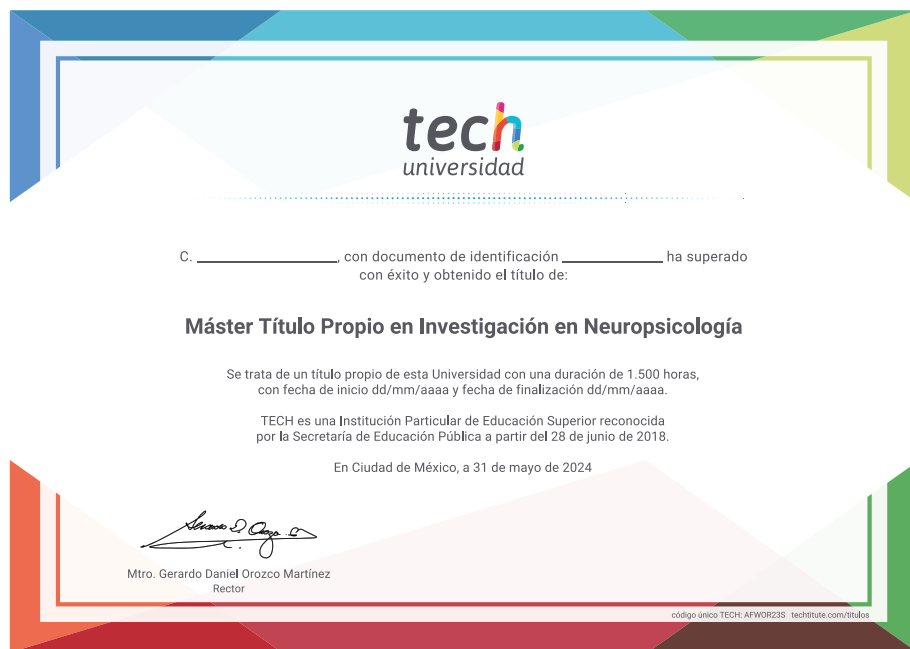 tech
universidad
C. ____________________, con documento de identificación ______________ ha superado
con éxito y obtenido el título de:
Máster Título Propio en Investigación en Neuropsicología
Se trata de un título propio de esta Universidad con una duración de 1.500 horas,
con fecha de inicio dd/mm/aaaa y fecha de finalización dd/mm/aaaa.
TECH es una Institución Particular de Educación Superior reconocida
por la Secretaría de Educación Pública a partir del 28 de junio de 2018.
En Ciudad de México, a 31 de mayo de 2024
Mtro. Gerardo Daniel Orozco Martínez
Rector
código único TECH: AFWOR23S techtitute.com/titulos